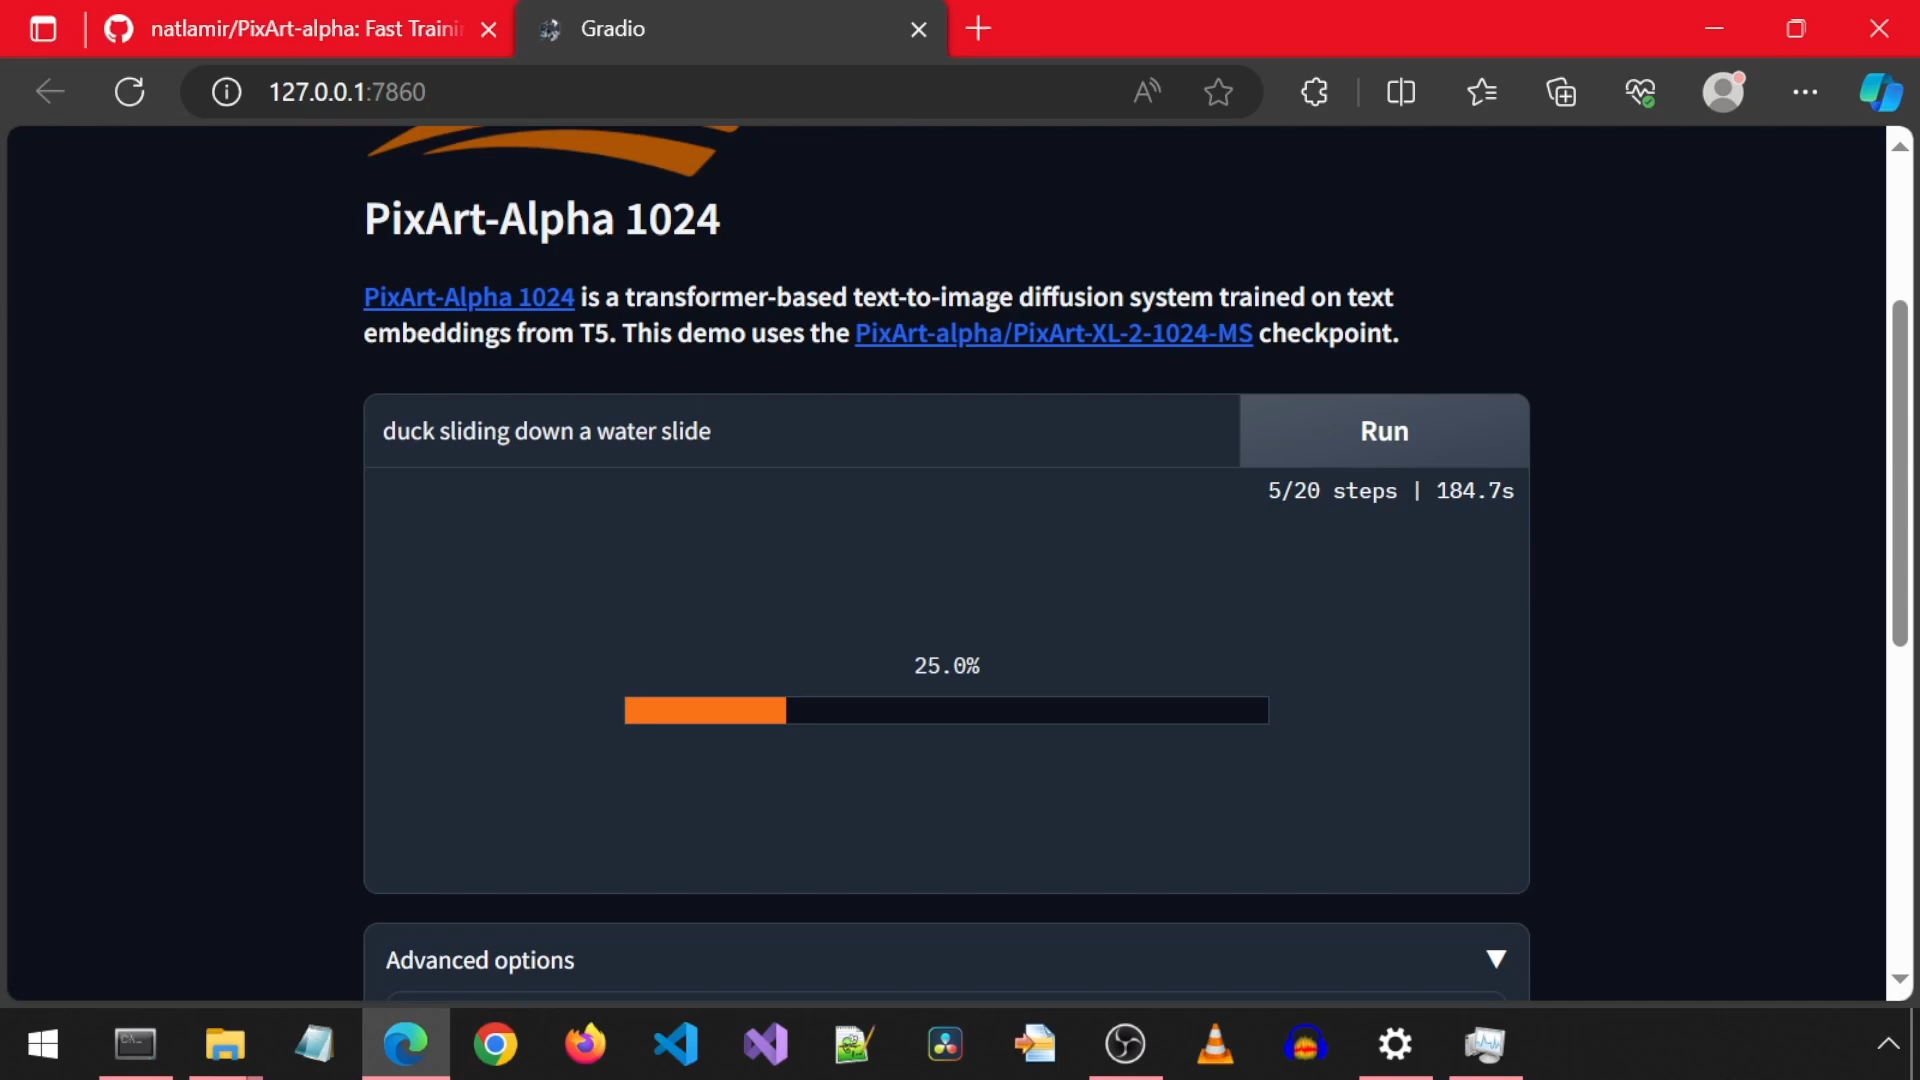 natlamir/PixArt-alpha: Fast Traini
Gradio
127.0.0.1:7860
PixArt-Alpha 1024
PixArt-Alpha 1024 is a transformer-based text-to-image diffusion system trained on text
embeddings from T5. This demo uses the PixArt-alpha/PixArt-XL-2-1024-MS checkpoint.
duck sliding down a water slide
Run
5/20 steps | 184.7s
25.0%
Advanced options